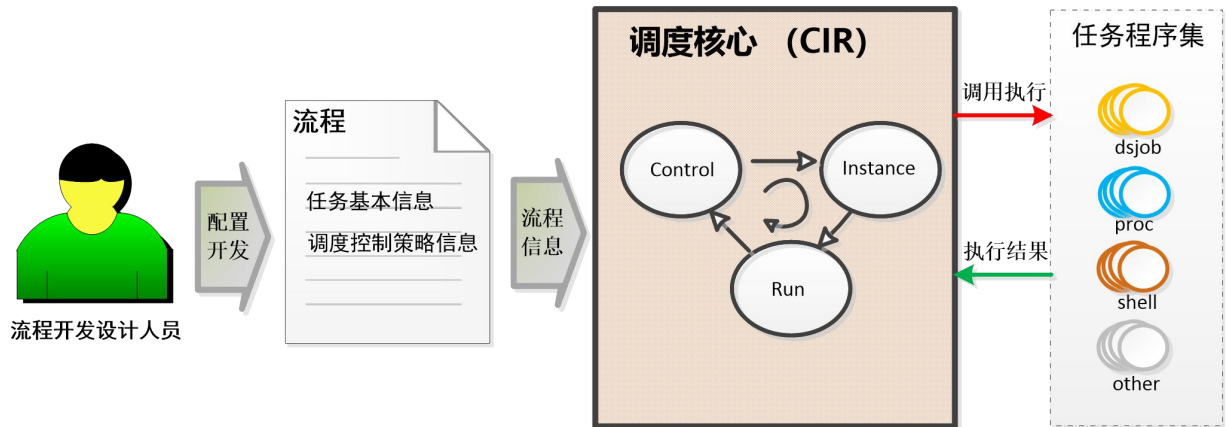 流程开发设计人员
配置
开发
流程
任务基本信息
调度控制策略信息
流程
信息
调度核心 （CIR）
Control
Instance
Run
调用执行
执行结果
任务程序集
dsjob
proc
shell
other